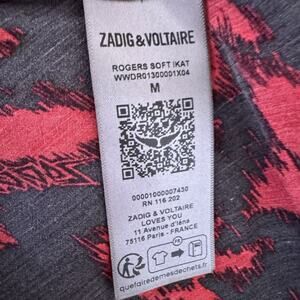 ZADIG&VOLTAIRE
ROGERS SOFT IKAT
WWDR01300001X04
M
00001000007430
RN 116 202
ZADIG & VOLTAIRE
LOVES YOU
11 Avenue d'Iéna
75116 Paris - FRANCE
FR
quefairedemesdechets.fr